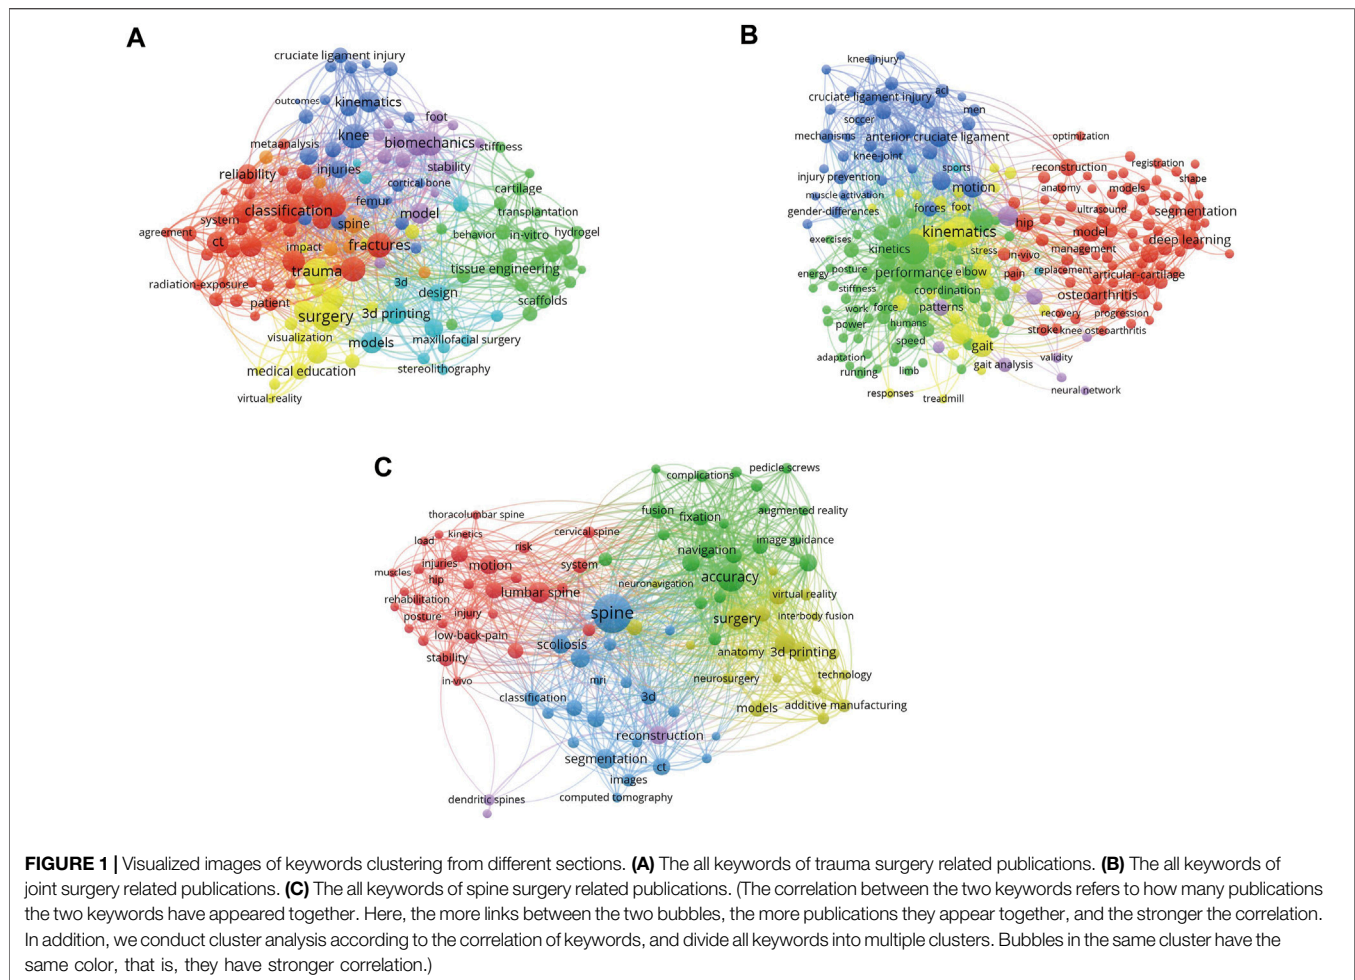 A
cruciate ligament injury
outcomes
kinematics
foot
knee
biomechanics
metaanalysis
stiffness
reliability
injuries
stability
cortical bone
cartilage
femur
classification
model
transplantation
system
spine
agreement
ct
impact
fractures
behavior
in-vitro
hydrogel
trauma
tissue engineering
radiation-exposure
3d
design
patient
scaffolds
surgery
3d printing
visualization
models
maxillofacial surgery
medical education
stereolithography
virtual-reality
B
knee injury
cruciate ligament injury
acl
men
soccer
mechanisms
anterior cruciate ligament
optimization
knee-joint
sports
reconstruction
registration
injury prevention
motion
anatomy
models
shape
muscle activation
gender-differences
forces
foot
ultrasound
segmentation
hip
exercises
kinematics
model
deep learning
kinetics
stress
management
in-vivo
energy
posture
performance
elbow
pain
replacement
articular-cartilage
stiffness
coordination
osteoarthritis
work
force
patterns
recovery
progression
power
humans
stroke
knee osteoarthritis
speed
gait
adaptation
validity
running
limb
gait analysis
responses
treadmill
neural network
C
complications
pedicle screws
thoracolumbar spine
fusion
fixation
augmented reality
load
kinetics
cervical spine
risk
navigation
image guidance
injuries
motion
system
muscles
hip
neuronavigation
accuracy
rehabilitation
lumbar spine
virtual reality
posture
injury
spine
surgery
interbody fusion
low-back-pain
scoliosis
stability
anatomy
3d printing
in-vivo
mri
neurosurgery
technology
classification
3d
models
additive manufacturing
reconstruction
segmentation
ct
images
dendritic spines
computed tomography
FIGURE 1 | Visualized images of keywords clustering from different sections. (A) The all keywords of trauma surgery related publications. (B) The all keywords of
joint surgery related publications. (C) The all keywords of spine surgery related publications. (The correlation between the two keywords refers to how many publications
the two keywords have appeared together. Here, the more links between the two bubbles, the more publications they appear together, and the stronger the correlation.
In addition, we conduct cluster analysis according to the correlation of keywords, and divide all keywords into multiple clusters. Bubbles in the same cluster have the
same color, that is, they have stronger correlation.)